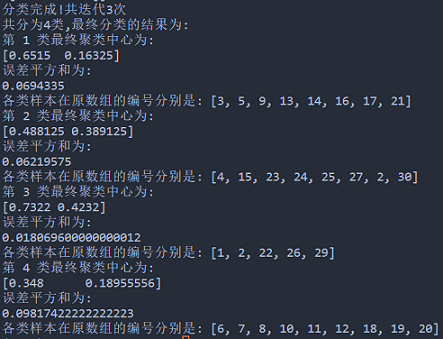 分类完成!共迭代3次
共分为4类,最终分类的结果为:
第 1 类最终聚类中心为:
[0.6515  0.16325]
误差平方和为:
0.0694335
各类样本在原数组的编号分别是: [3, 5, 9, 13, 14, 16, 17, 21]
第 2 类最终聚类中心为:
[0.488125 0.389125]
误差平方和为:
0.06219575
各类样本在原数组的编号分别是: [4, 15, 23, 24, 25, 27, 2, 30]
第 3 类最终聚类中心为:
[0.7322 0.4232]
误差平方和为:
0.018069600000000012
各类样本在原数组的编号分别是: [1, 2, 22, 26, 29]
第 4 类最终聚类中心为:
[0.348      0.18955556]
误差平方和为:
0.09817422222222223
各类样本在原数组的编号分别是: [6, 7, 8, 10, 11, 12, 18, 19, 20]